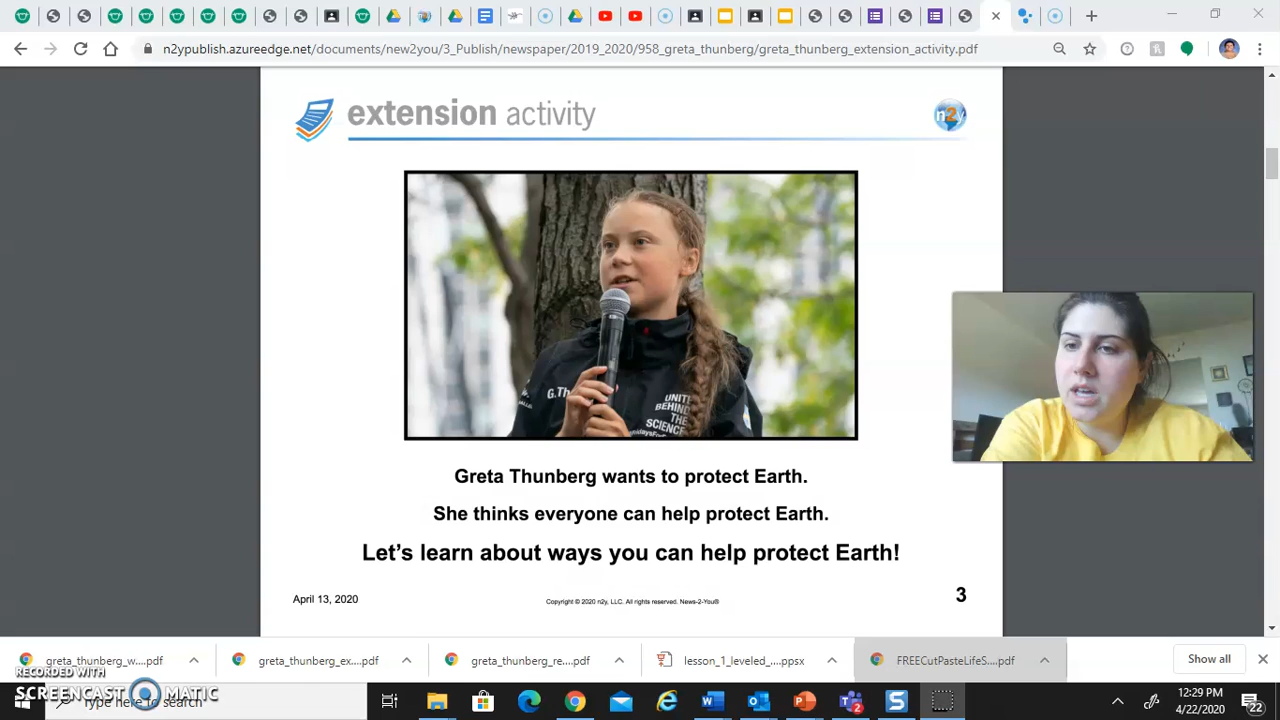 n2ypublish.azureedge.net/documents/new2you/3_Publish/newspaper/2019_2020/958_greta_thunberg/greta_thunberg_extension_activity.pdf
extension activity
n2y
G.Th
UNITE
BEHIND
THE
SCIENCE
Greta Thunberg wants to protect Earth.
She thinks everyone can help protect Earth.
Let's learn about ways you can help protect Earth!
April 13, 2020
Copyright © 2020 n2y, LLC. All rights reserved. News-2-You®
3
greta_thunberg_w....pdf
greta_thunberg_ex....pdf
greta_thunberg_re....pdf
lesson_1_leveled_....ppsx
FREECutPasteLifeS....pdf
Show all
RECORDED WITH
SCREENCAST MATIC
Type here to search
12:29 PM
4/22/2020
22